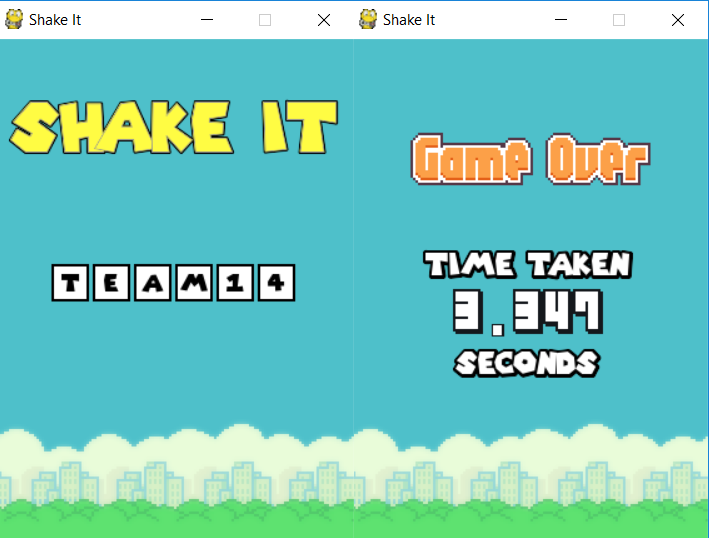 Shake It
SHAKE IT
TEAM14
Shake It
Game Over
TIME TAKEN
3.347
SECONDS